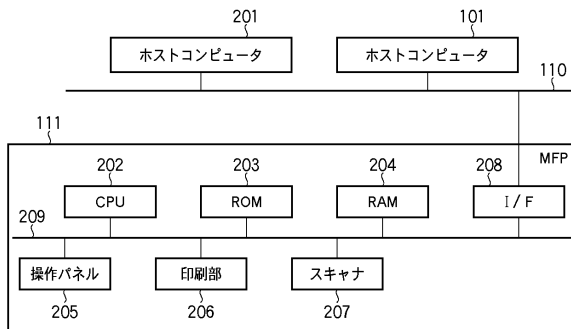 201
101
ホストコンピュータ
ホストコンピュータ
110
111
MFP
202
203
204
208
CPU
ROM
RAM
I/F
209
操作パネル
印刷部
スキャナ
205
206
207